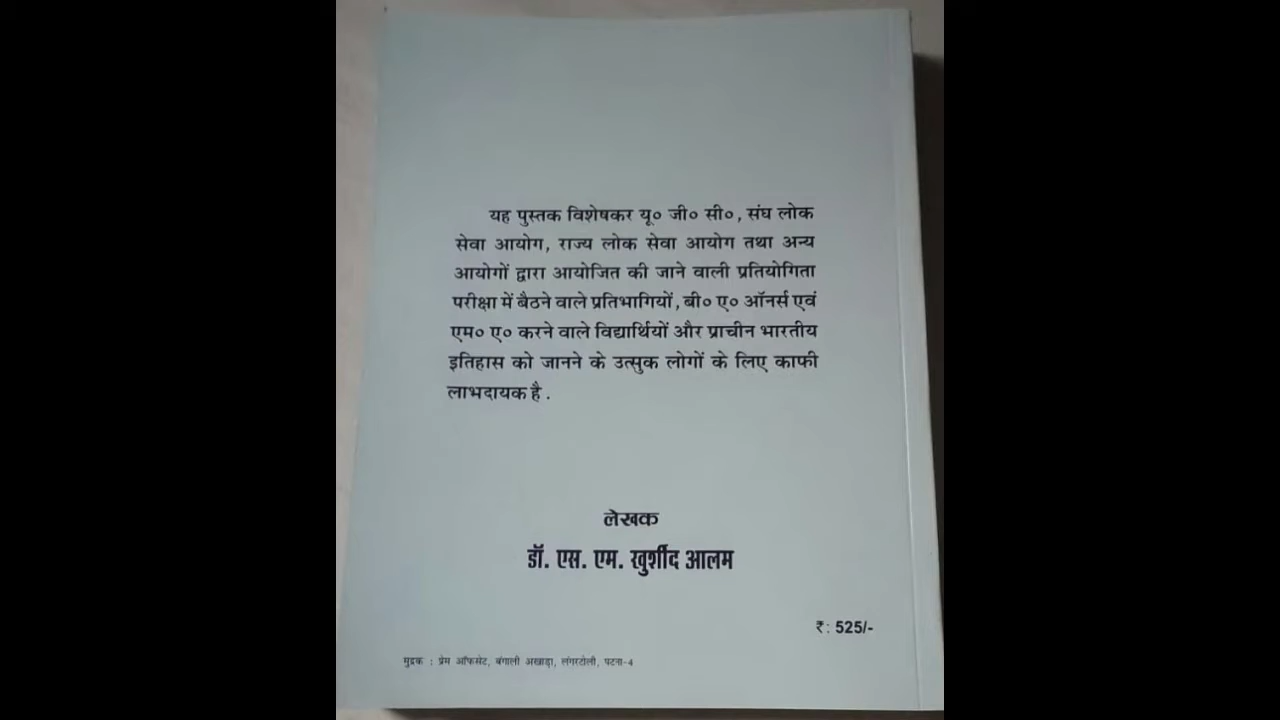 यह पुस्तक विशेषकर यू० जी० सी०, संघ लोक
सेवा आयोग, राज्य लोक सेवा आयोग तथा अन्य
आयोगों द्वारा आयोजित की जाने वाली प्रतियोगिता
परीक्षा में बैठने वाले प्रतिभागियों, बी० ए० ऑनर्स एवं
एम० ए० करने वाले विद्यार्थियों और प्राचीन भारतीय
इतिहास को जानने के उत्सुक लोगों के लिए काफी
लाभदायक है .
लेखक
डॉ. एस. एम. खुर्शीद आलम
₹: 525/-
मुद्रक : प्रेम ऑफसेट, बंगाली अखाड़ा, लंगरटोली, पटना-4